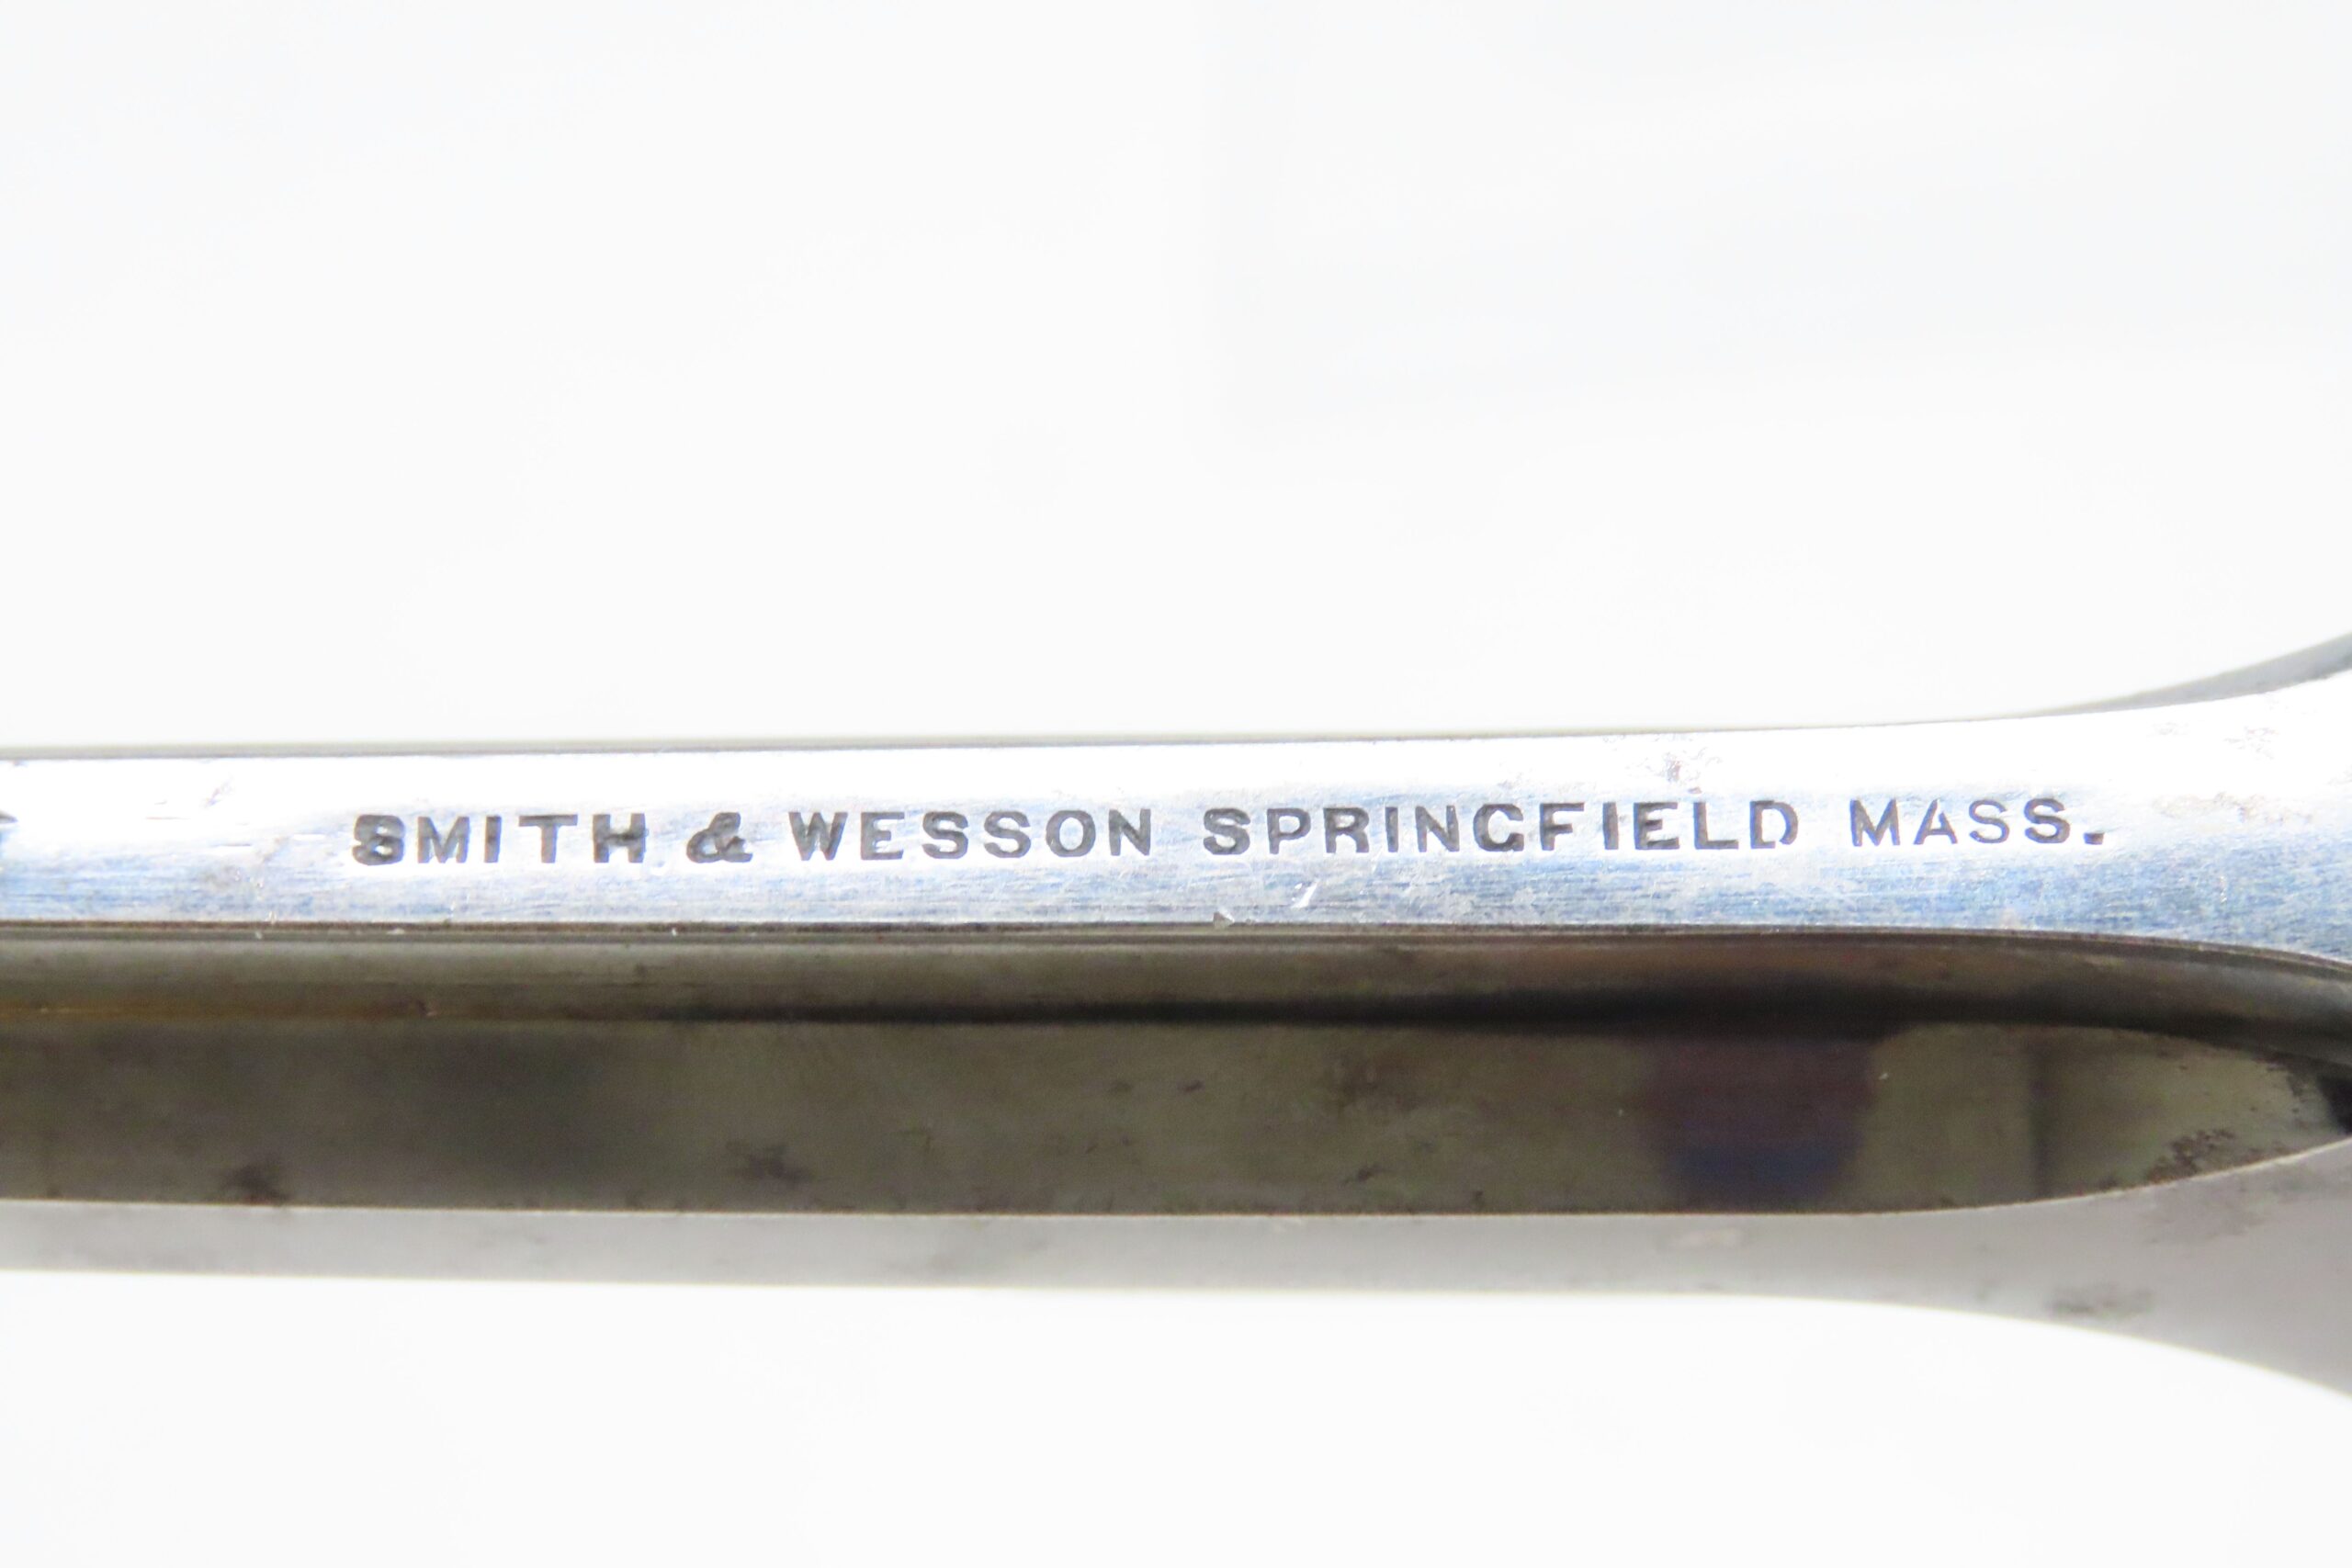 SMITH & WESSON SPRINGFIELD MASS.